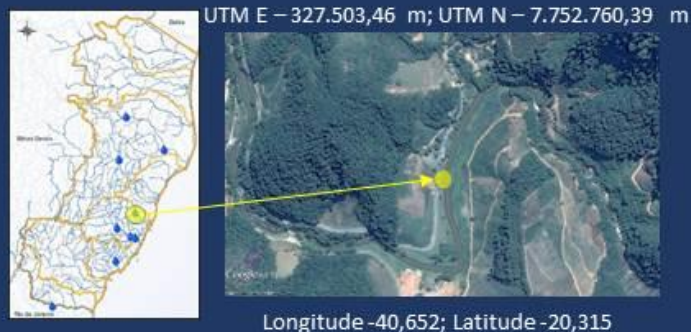 UTM E – 327.503,46 m; UTM N – 7.752.760,39 m
Bahia
Minas Gerais
Rio de Janeiro
Google
Longitude -40,652; Latitude -20,315